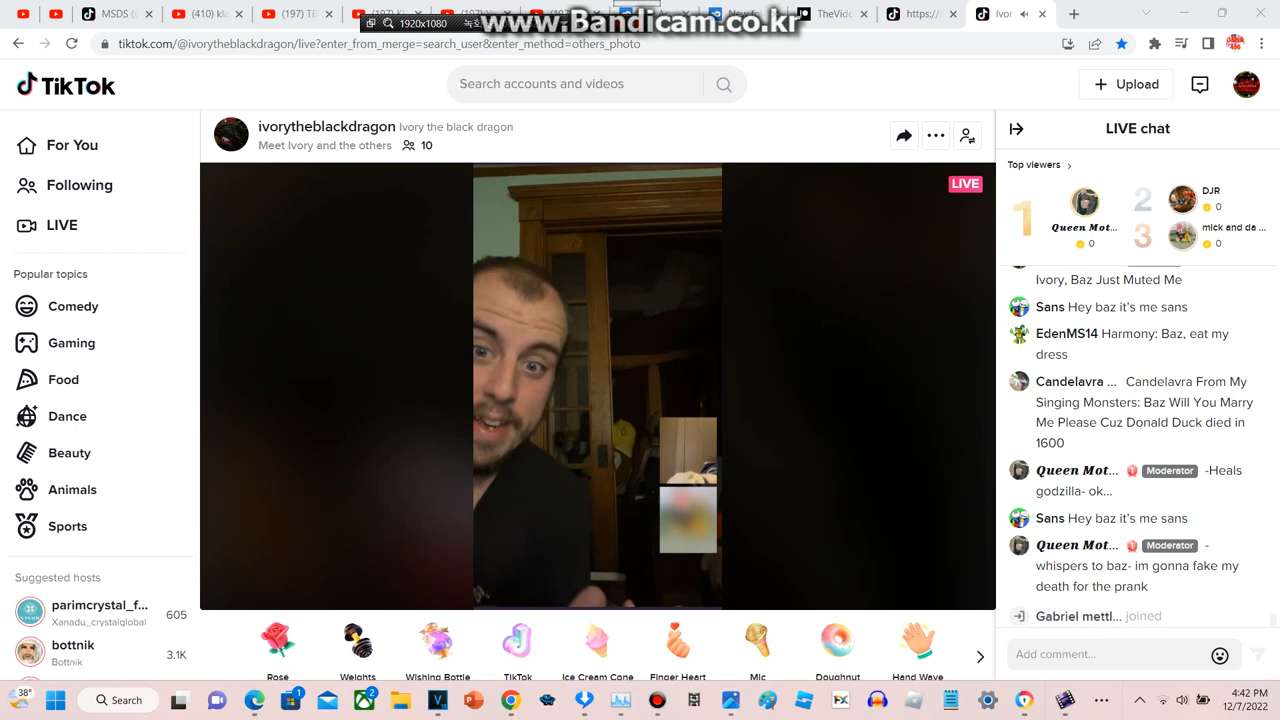 MSDS (
(410) kla
(197) TE
www.Bandicam.co.kr
1920x1080
New fo
TheVide
https://
Ivor
tiktok.com/@ivorytheblackdragon/live?enter_from_merge=search_user&enter_method=others_photo
TikTok
Search accounts and videos
Upload
For You
Following
LIVE
Popular topics
Comedy
Gaming
Food
Dance
Beauty
Animals
Sports
Suggested hosts
parimcrystal_f... 605
Xanadu_crystalglobal
bottnik 3.1K
Bottnik
ivorytheblackdragon Ivory the black dragon
Meet Ivory and the others 10
LIVE
Rose
Weights
Wishing Bottle
TikTok
Ice Cream Cone
Finger Heart
Mic
Doughnut
Hand Wave
LIVE chat
Top viewers
1 Queen Mot... 0
2 DJR 0
3 mick and da ... 0
Ivory, Baz Just Muted Me
Sans Hey baz it's me sans
EdenMS14 Harmony: Baz, eat my
dress
Candelavra ... Candelavra From My
Singing Monsters: Baz Will You Marry
Me Please Cuz Donald Duck died in
1600
Queen Mot... Moderator -Heals
godzilla- ok...
Sans Hey baz it's me sans
Queen Mot... Moderator -
whispers to baz- im gonna fake my
death for the prank
Gabriel mettl... joined
Add comment...
38°
Search
1
2
4:42 PM
12/7/2022